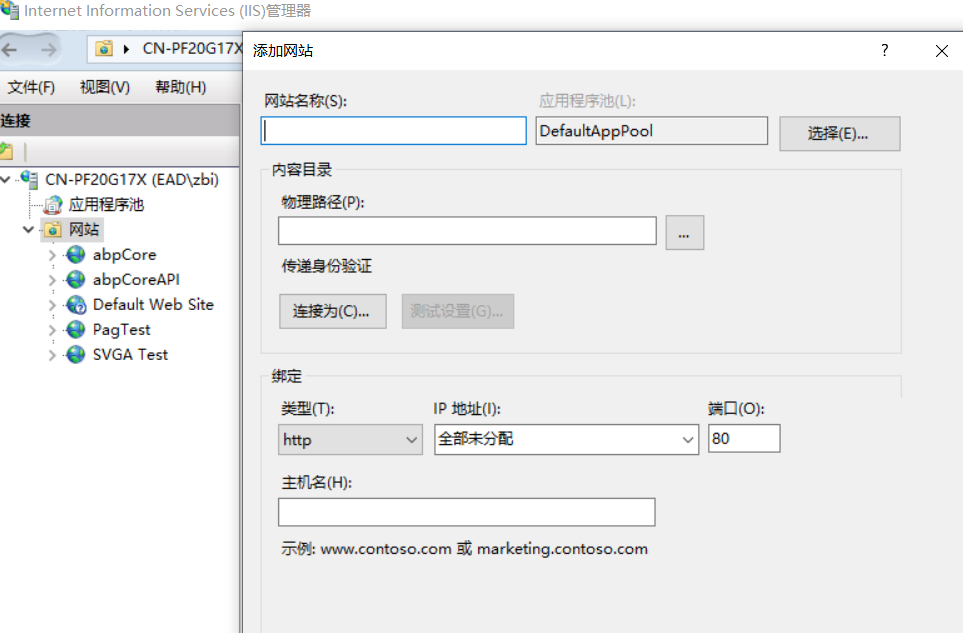 Internet Information Services (IIS)管理器
CN-PF20G17X
文件(F) 视图(V) 帮助(H)
连接
CN-PF20G17X (EAD\zbi)
应用程序池
网站
abpCore
abpCoreAPI
Default Web Site
PagTest
SVGA Test
添加网站 ?
网站名称(S): 应用程序池(L):
DefaultAppPool 选择(E)...
内容目录
物理路径(P):
...
传递身份验证
连接为(C)... 测试设置(G)...
绑定
类型(T): IP 地址(I): 端口(O):
http 全部未分配 80
主机名(H):
示例: www.contoso.com 或 marketing.contoso.com